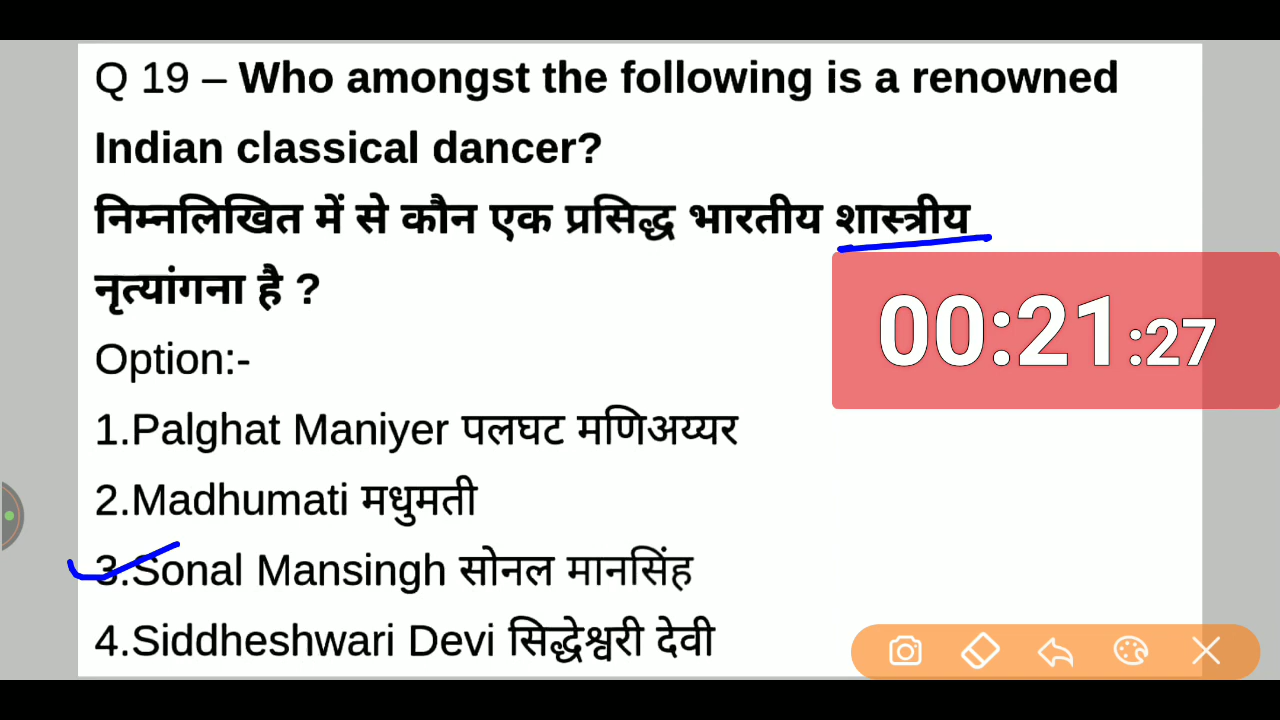 Q 19 – Who amongst the following is a renowned
Indian classical dancer?
निम्नलिखित में से कौन एक प्रसिद्ध भारतीय शास्त्रीय
नृत्यांगना है ?
00:21:27
Option:-
1.Palghat Maniyer पलघट मणिअय्यर
2.Madhumati मधुमती
3.Sonal Mansingh सोनल मानसिंह
4.Siddheshwari Devi सिद्धेश्वरी देवी